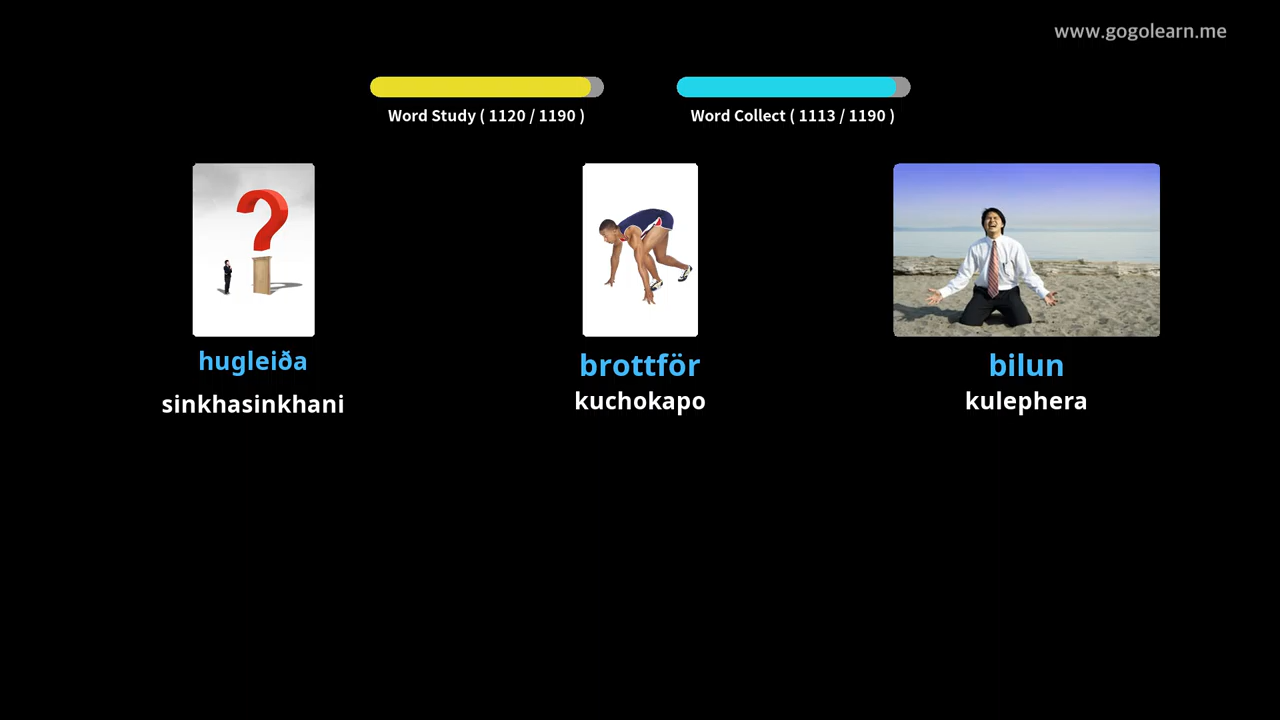 www.gogolearn.me
Word Study ( 1120 / 1190 )
Word Collect ( 1113 / 1190 )
hugleiða
sinkhasinkhani
brottför
kuchokapo
bilun
kulephera